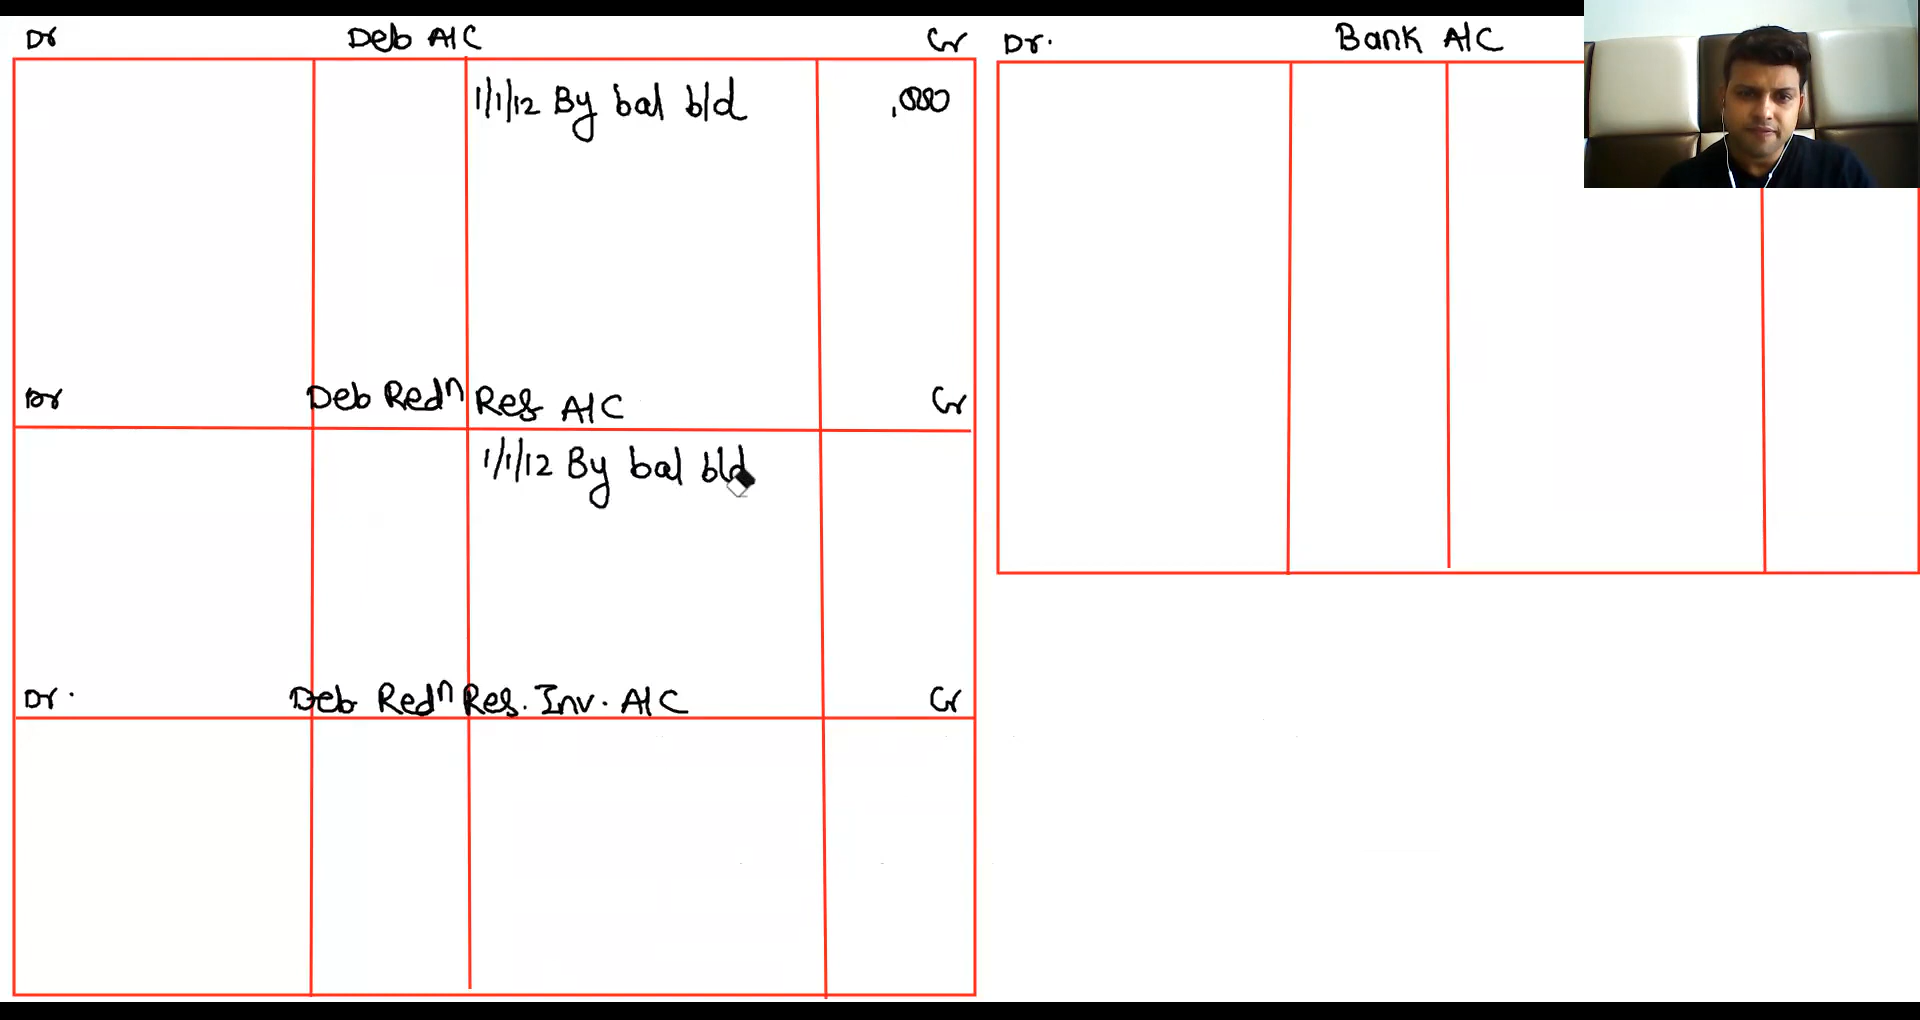 Dr Deb A/C Cr
1/1/12 By bal b/d ,000
Dr Deb Redⁿ Res A/C Cr
1/1/12 By bal b/d
Dr. Deb Redⁿ Res. Inv. A/C Cr
Dr. Bank A/C